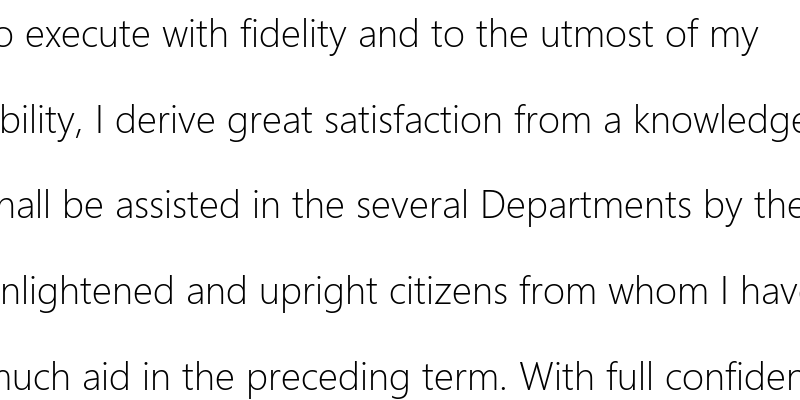 o execute with fidelity and to the utmost of my
bility, I derive great satisfaction from a knowledge
hall be assisted in the several Departments by the
nlightened and upright citizens from whom I have
much aid in the preceding term. With full confiden